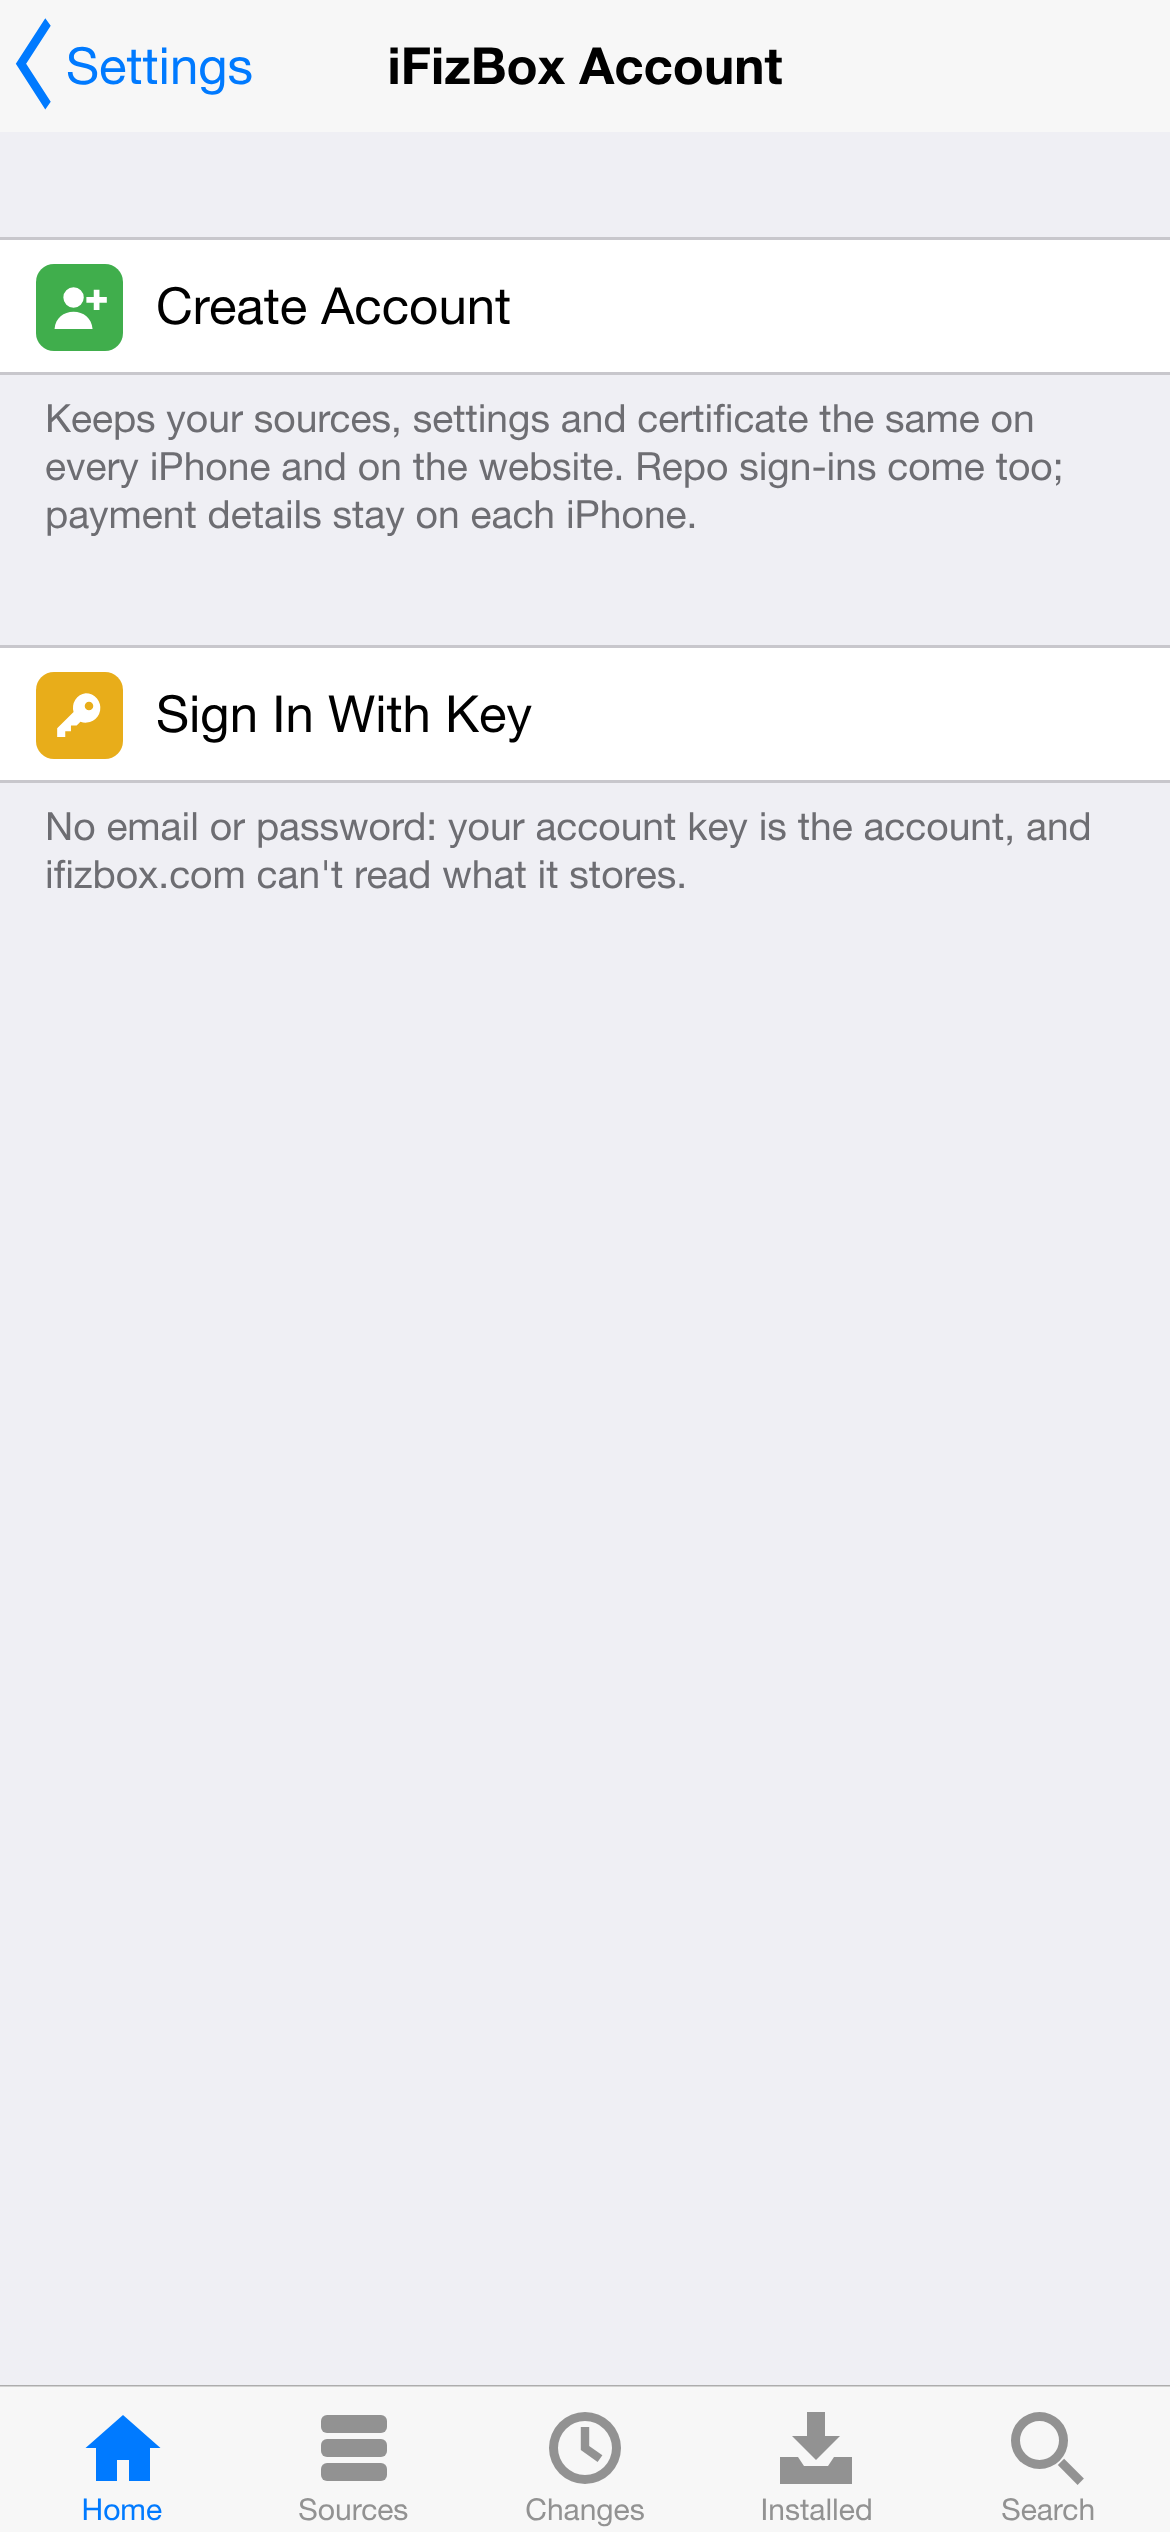 Settings
iFizBox Account
Create Account
Keeps your sources, settings and certificate the same on
every iPhone and on the website. Repo sign-ins come too;
payment details stay on each iPhone.
Sign In With Key
No email or password: your account key is the account, and
ifizbox.com can't read what it stores.
Home
Sources
Changes
Installed
Search